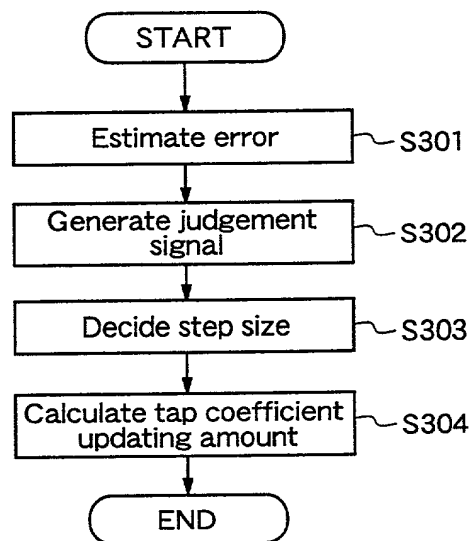 START
Estimate error
S301
Generate judgement
signal
S302
Decide step size
S303
Calculate tap coefficient
updating amount
S304
END